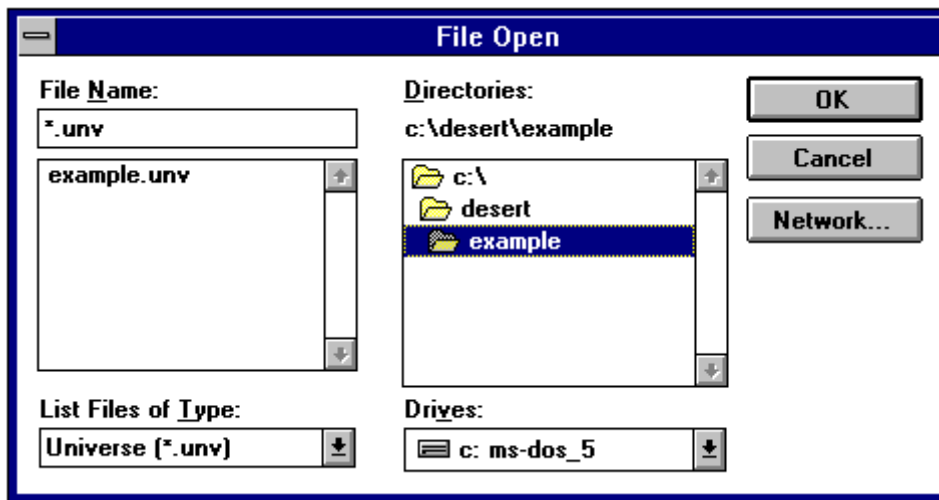 File Open
File Name:
*.unv
example.unv
List Files of Type:
Universe (*.unv)
Directories:
c:\desert\example
c:\
desert
example
Drives:
c: ms-dos_5
OK
Cancel
Network...